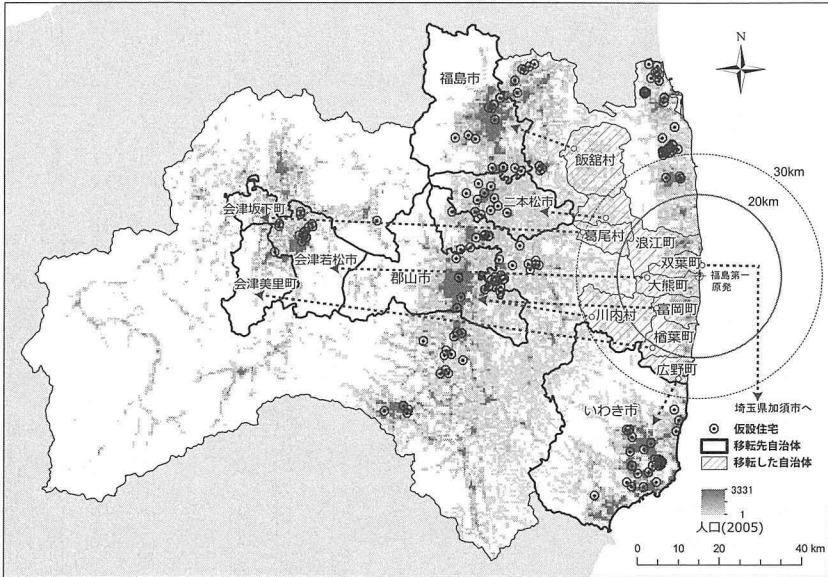 N
福島市
飯舘村
30km
20km
二本松市
会津坂下町
葛尾村
浪江町
会津若松市
双葉町
郡山市
福島第一
原発
大熊町
会津美里町
富岡町
川内村
楢葉町
広野町
いわき市
埼玉県加須市へ
仮設住宅
移転先自治体
移転した自治体
3331
1
人口(2005)
0 10 20 40 km